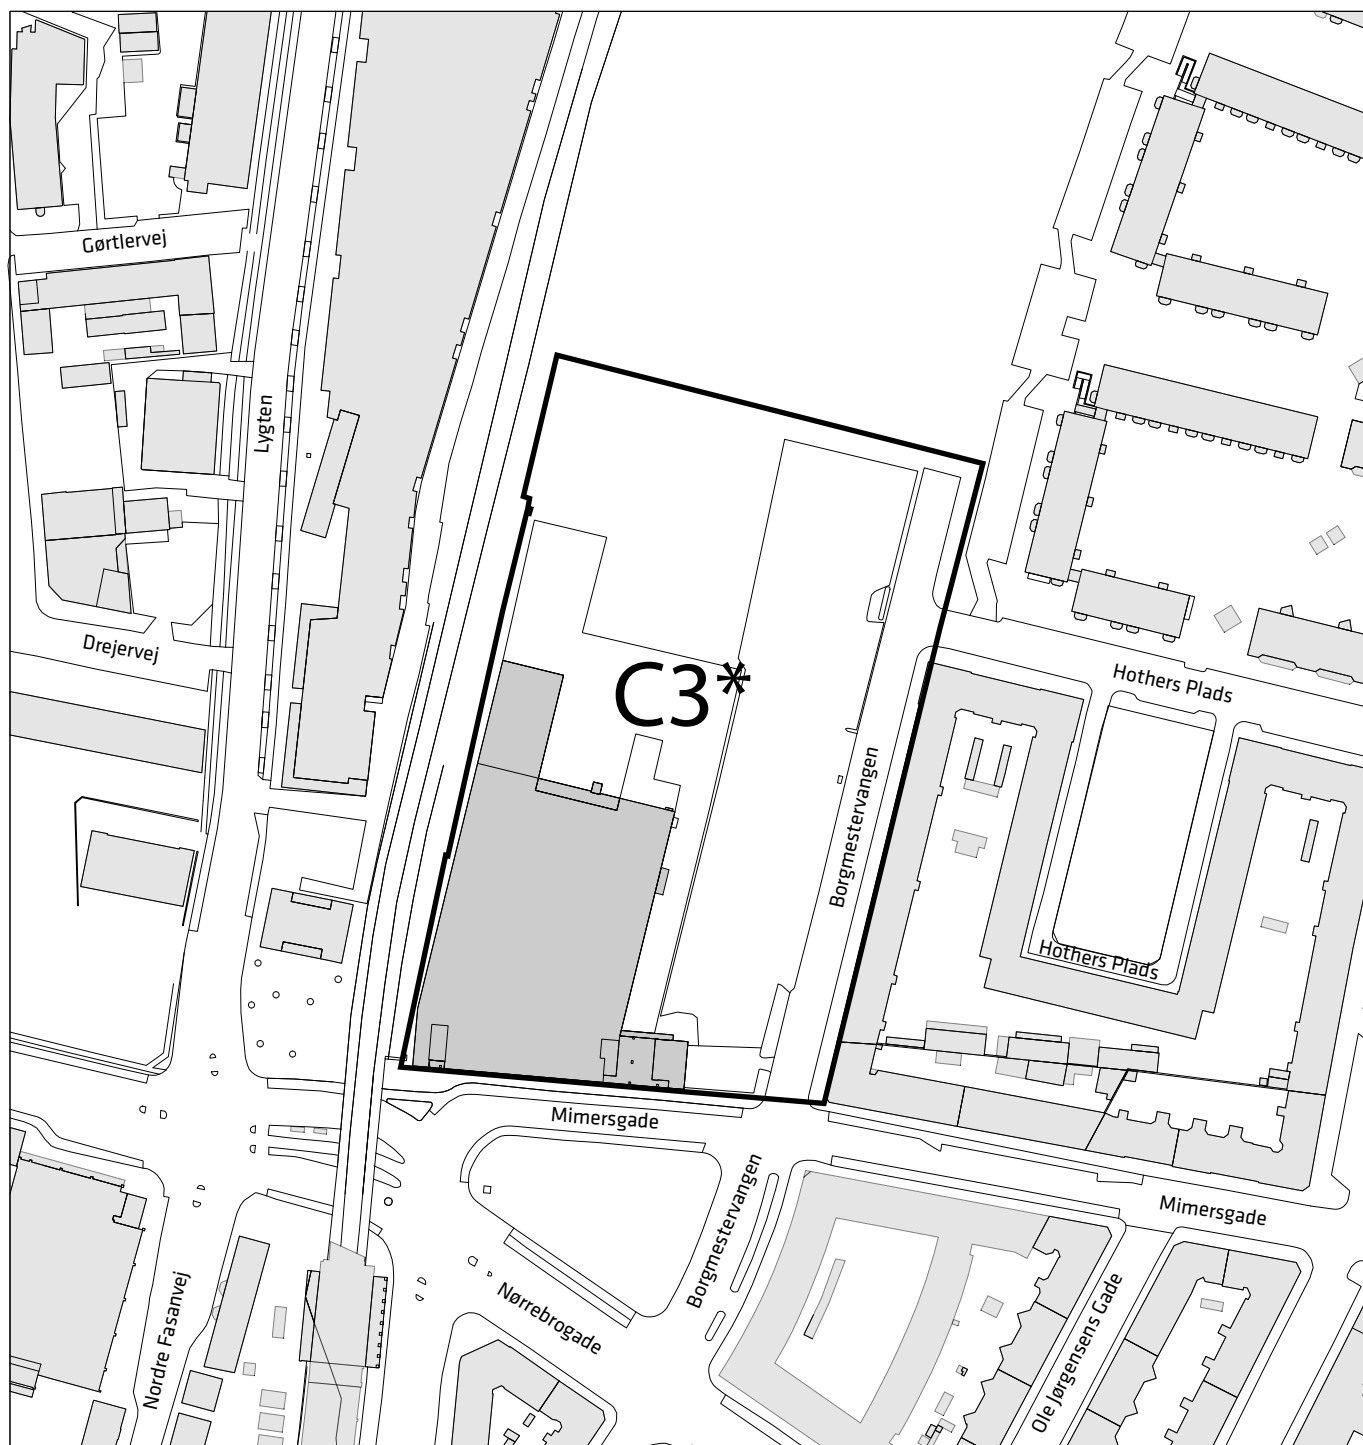 Gørtlervej
Lygten
Drejervej
C3*
Hothers Plads
Borgmestervangen
Hothers Plads
Mimersgade
Mimersgade
Borgmestervangen
Nørrebrogade
Nordre Fasanvej
Ole Jørgensens Gade